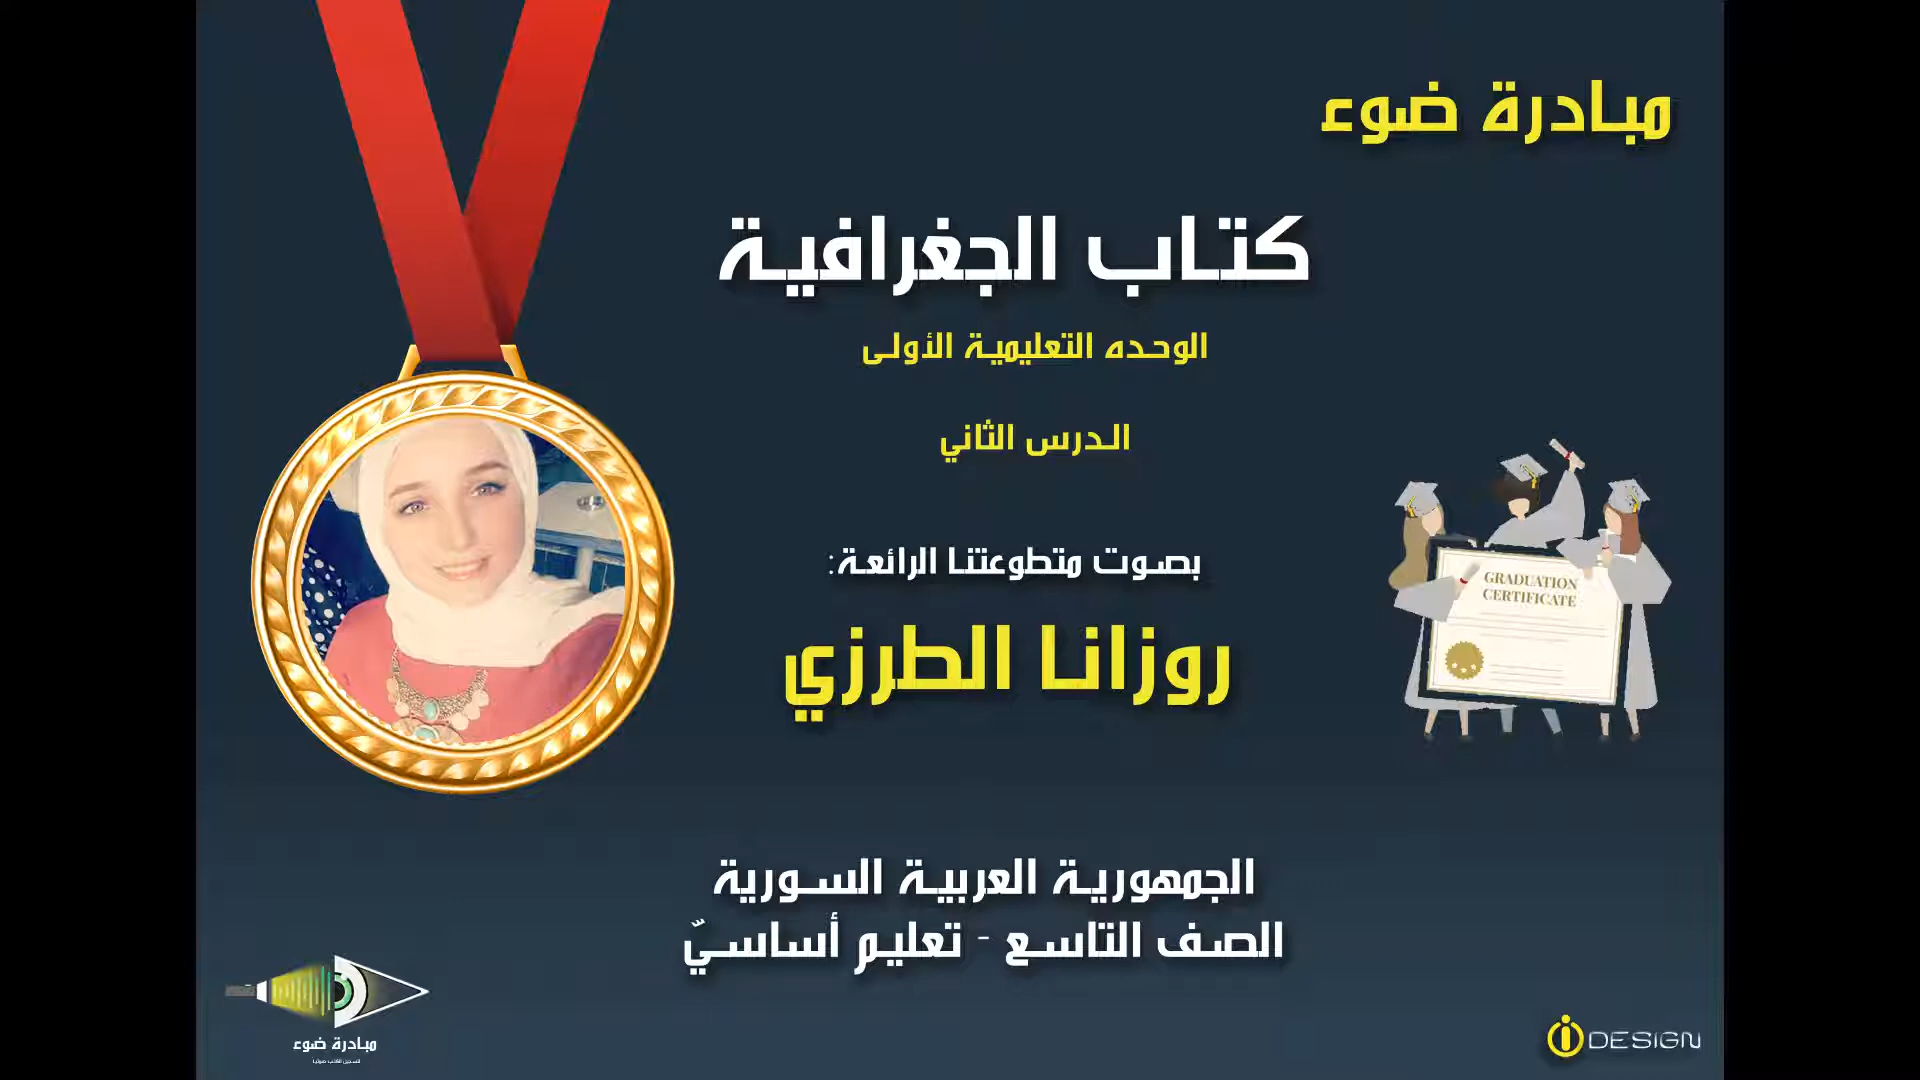 مبادرة ضوء
كتاب الجغرافية
الوحده التعليمية الأولى
الدرس الثاني
بصوت متطوعتنا الرائعة:
روزانا الطرزي
GRADUATION
CERTIFICATE
الجمهورية العربية السورية
الصف التاسع - تعليم أساسيّ
مبادرة ضوء
DESIGN